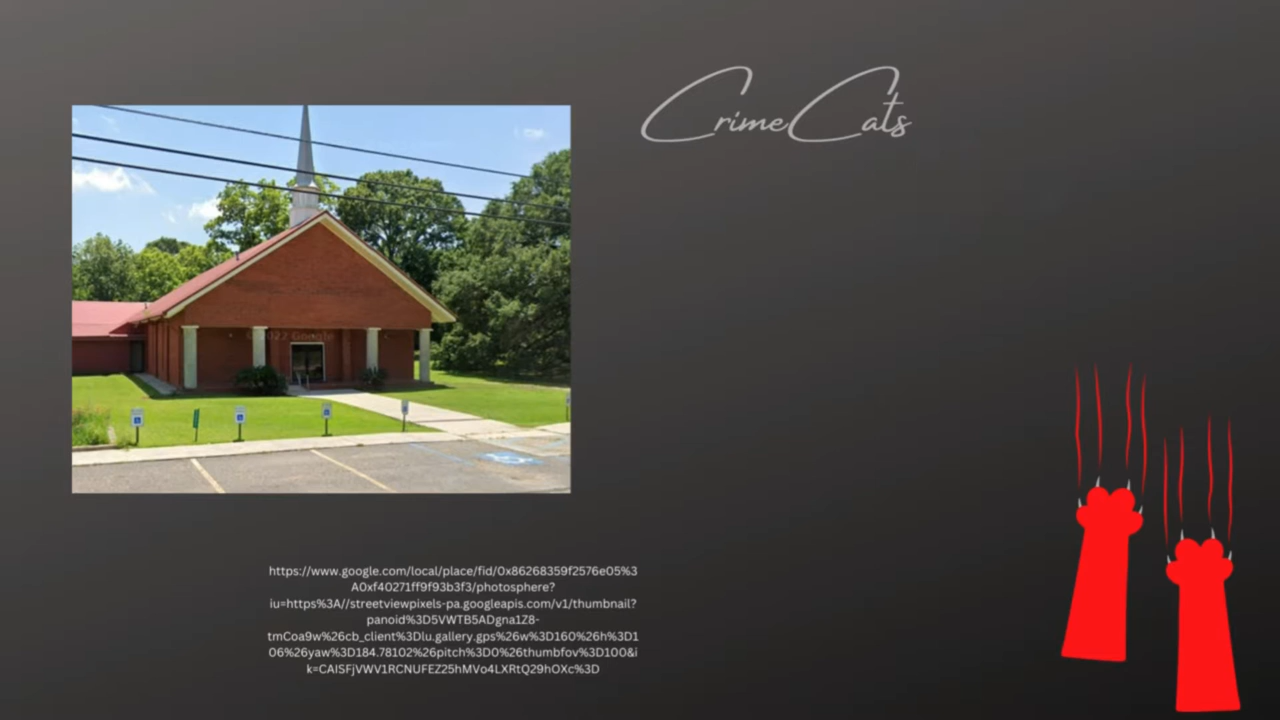 CrimeCats
© 2022 Google
https://www.google.com/local/place/fid/0x86268359f2576e05%3
A0xf40271ff9f93b3f3/photosphere?
iu=https%3A//streetviewpixels-pa.googleapis.com/v1/thumbnail?
panoid%3D5VWTB5ADgna1Z8-
tmCoa9w%26cb_client%3Dlu.gallery.gps%26w%3D160%26h%3D1
06%26yaw%3D184.78102%26pitch%3D0%26thumbfov%3D100&i
k=CAISFjVWV1RCNUFEZ25hMVo4LXRtQ29hOXc%3D